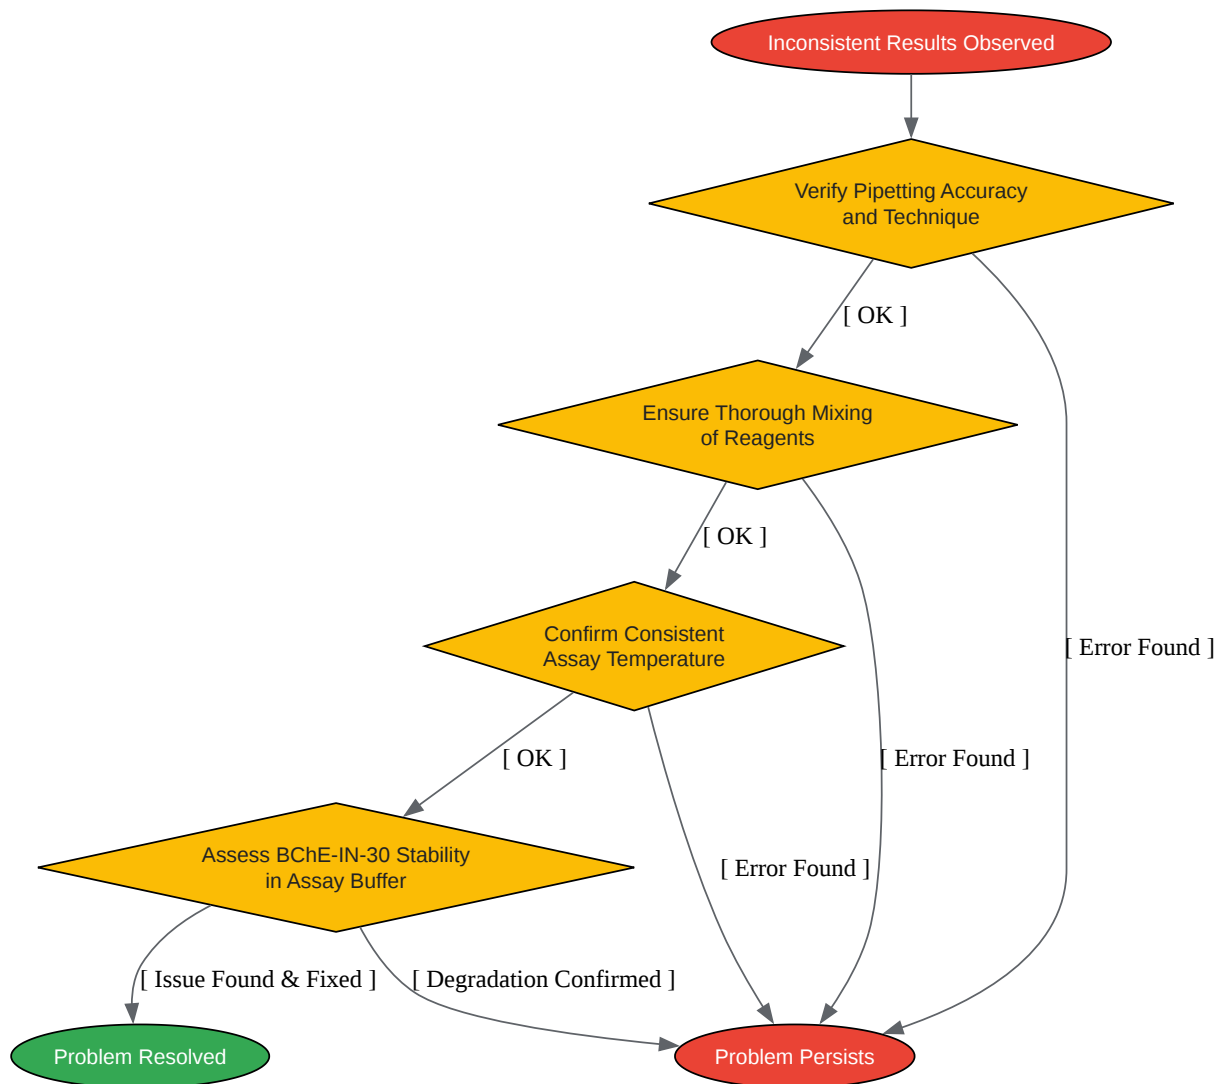 Inconsistent Results Observed
Verify Pipetting Accuracy
and Technique
[ OK ]
Ensure Thorough Mixing
of Reagents
[ OK ]
Confirm Consistent
Assay Temperature
[ Error Found ]
[ OK ]
[ Error Found ]
Assess BChE-IN-30 Stability
in Assay Buffer
[ Error Found ]
[ Issue Found & Fixed ]
[ Degradation Confirmed ]
Problem Resolved
Problem Persists